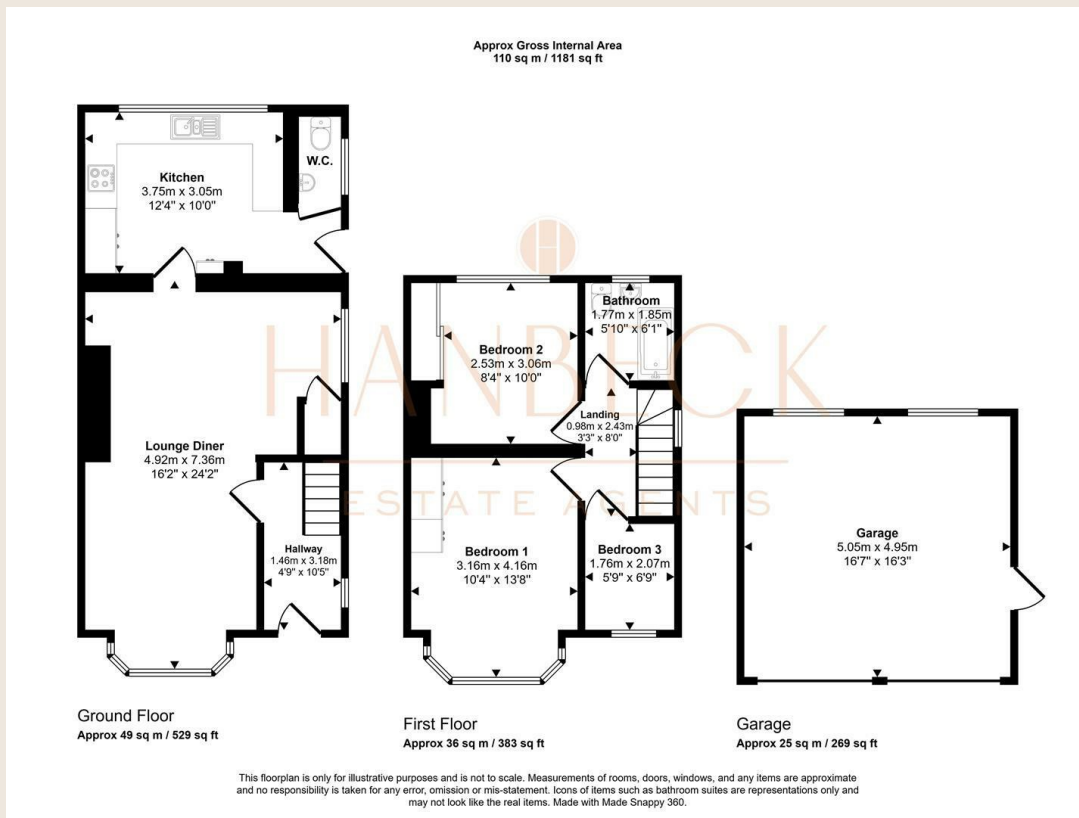 Approx Gross Internal Area
110 sq m / 1181 sq ft
W.C.
Kitchen
3.75m x 3.05m
12'4" x 10'0"
Lounge Diner
4.92m x 7.36m
16'2" x 24'2"
Hallway
1.46m x 3.18m
4'9" x 10'5"
Ground Floor
Approx 49 sq m / 529 sq ft
Bathroom
1.77m x 1.85m
5'10" x 6'1"
Bedroom 2
2.53m x 3.06m
8'4" x 10'0"
Landing
0.98m x 2.43m
3'3" x 8'0"
Bedroom 1
3.16m x 4.16m
10'4" x 13'8"
Bedroom 3
1.76m x 2.07m
5'9" x 6'9"
First Floor
Approx 36 sq m / 383 sq ft
Garage
5.05m x 4.95m
16'7" x 16'3"
Garage
Approx 25 sq m / 269 sq ft
H
HANBECK
ESTATE AGENTS
This floorplan is only for illustrative purposes and is not to scale. Measurements of rooms, doors, windows, and any items are approximate
and no responsibility is taken for any error, omission or mis-statement. Icons of items such as bathroom suites are representations only and
may not look like the real items. Made with Made Snappy 360.